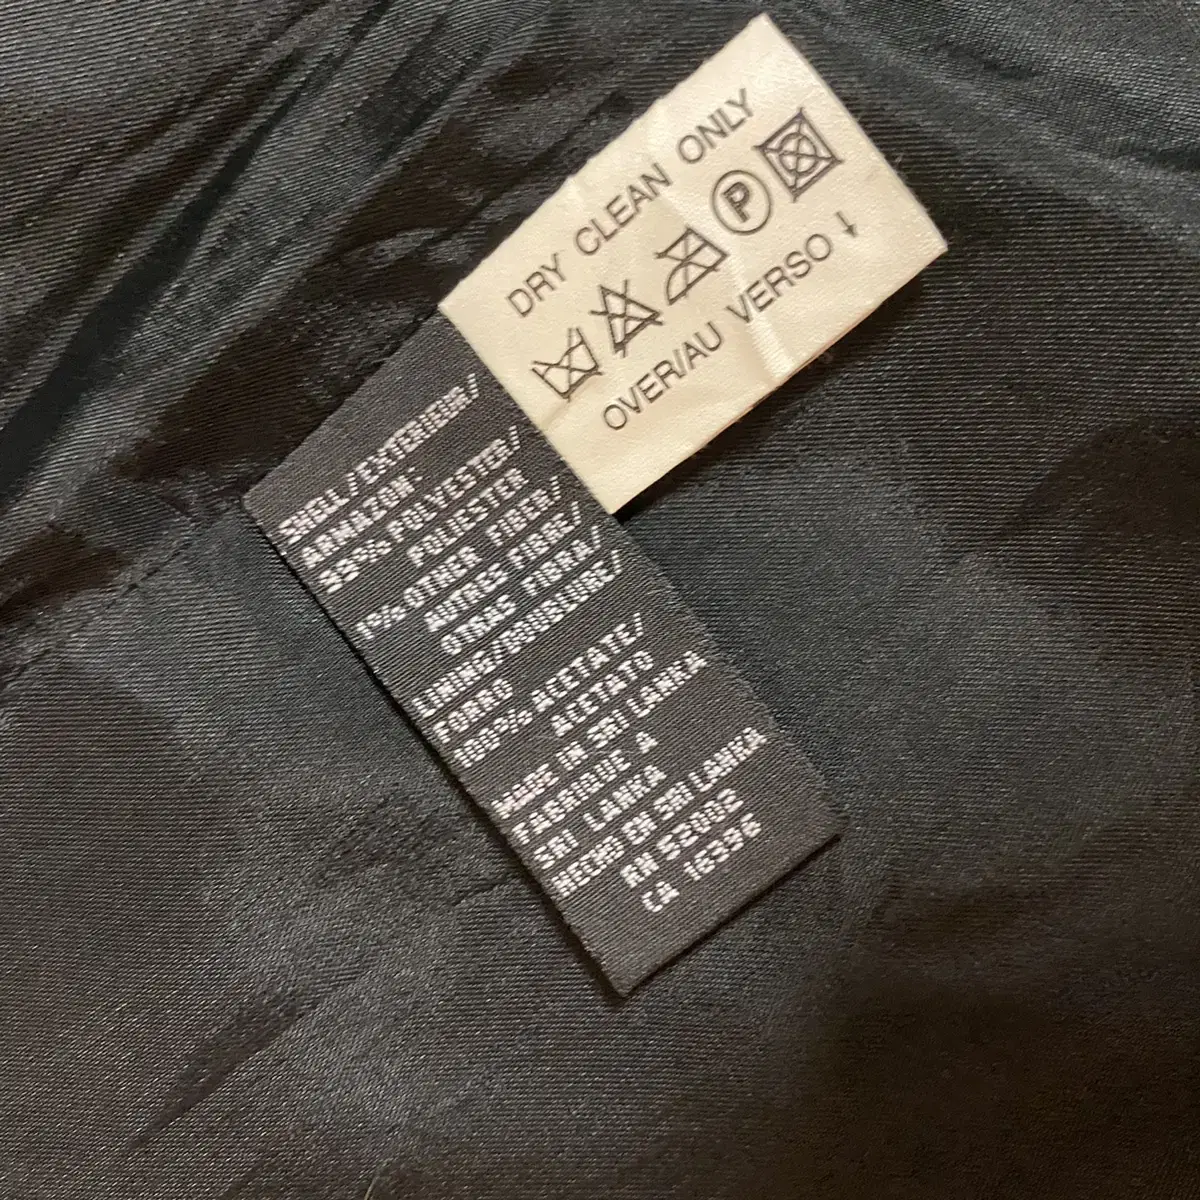 DRY CLEAN ONLY
P
OVER/AU VERSO ↓
SHELL/EXTERIEUR/
ARMAZON:
99% POLYESTER/
POLIESTER
1% OTHER FIBER/
AUTRES FIBRE/
OTRAS FIBRA/
LINING/DOUBLURE/
FORRO
100% ACETATE/
ACETATO
MADE IN SRI LANKA
FABRIQUE A
SRI LANKA
HECHO EN SRI LANKA
RN 52002
CA 16396